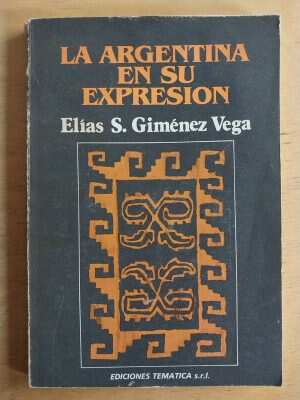 LA ARGENTINA
EN SU
EXPRESION
Elías S. Giménez Vega
EDICIONES TEMATICA s.r.l.